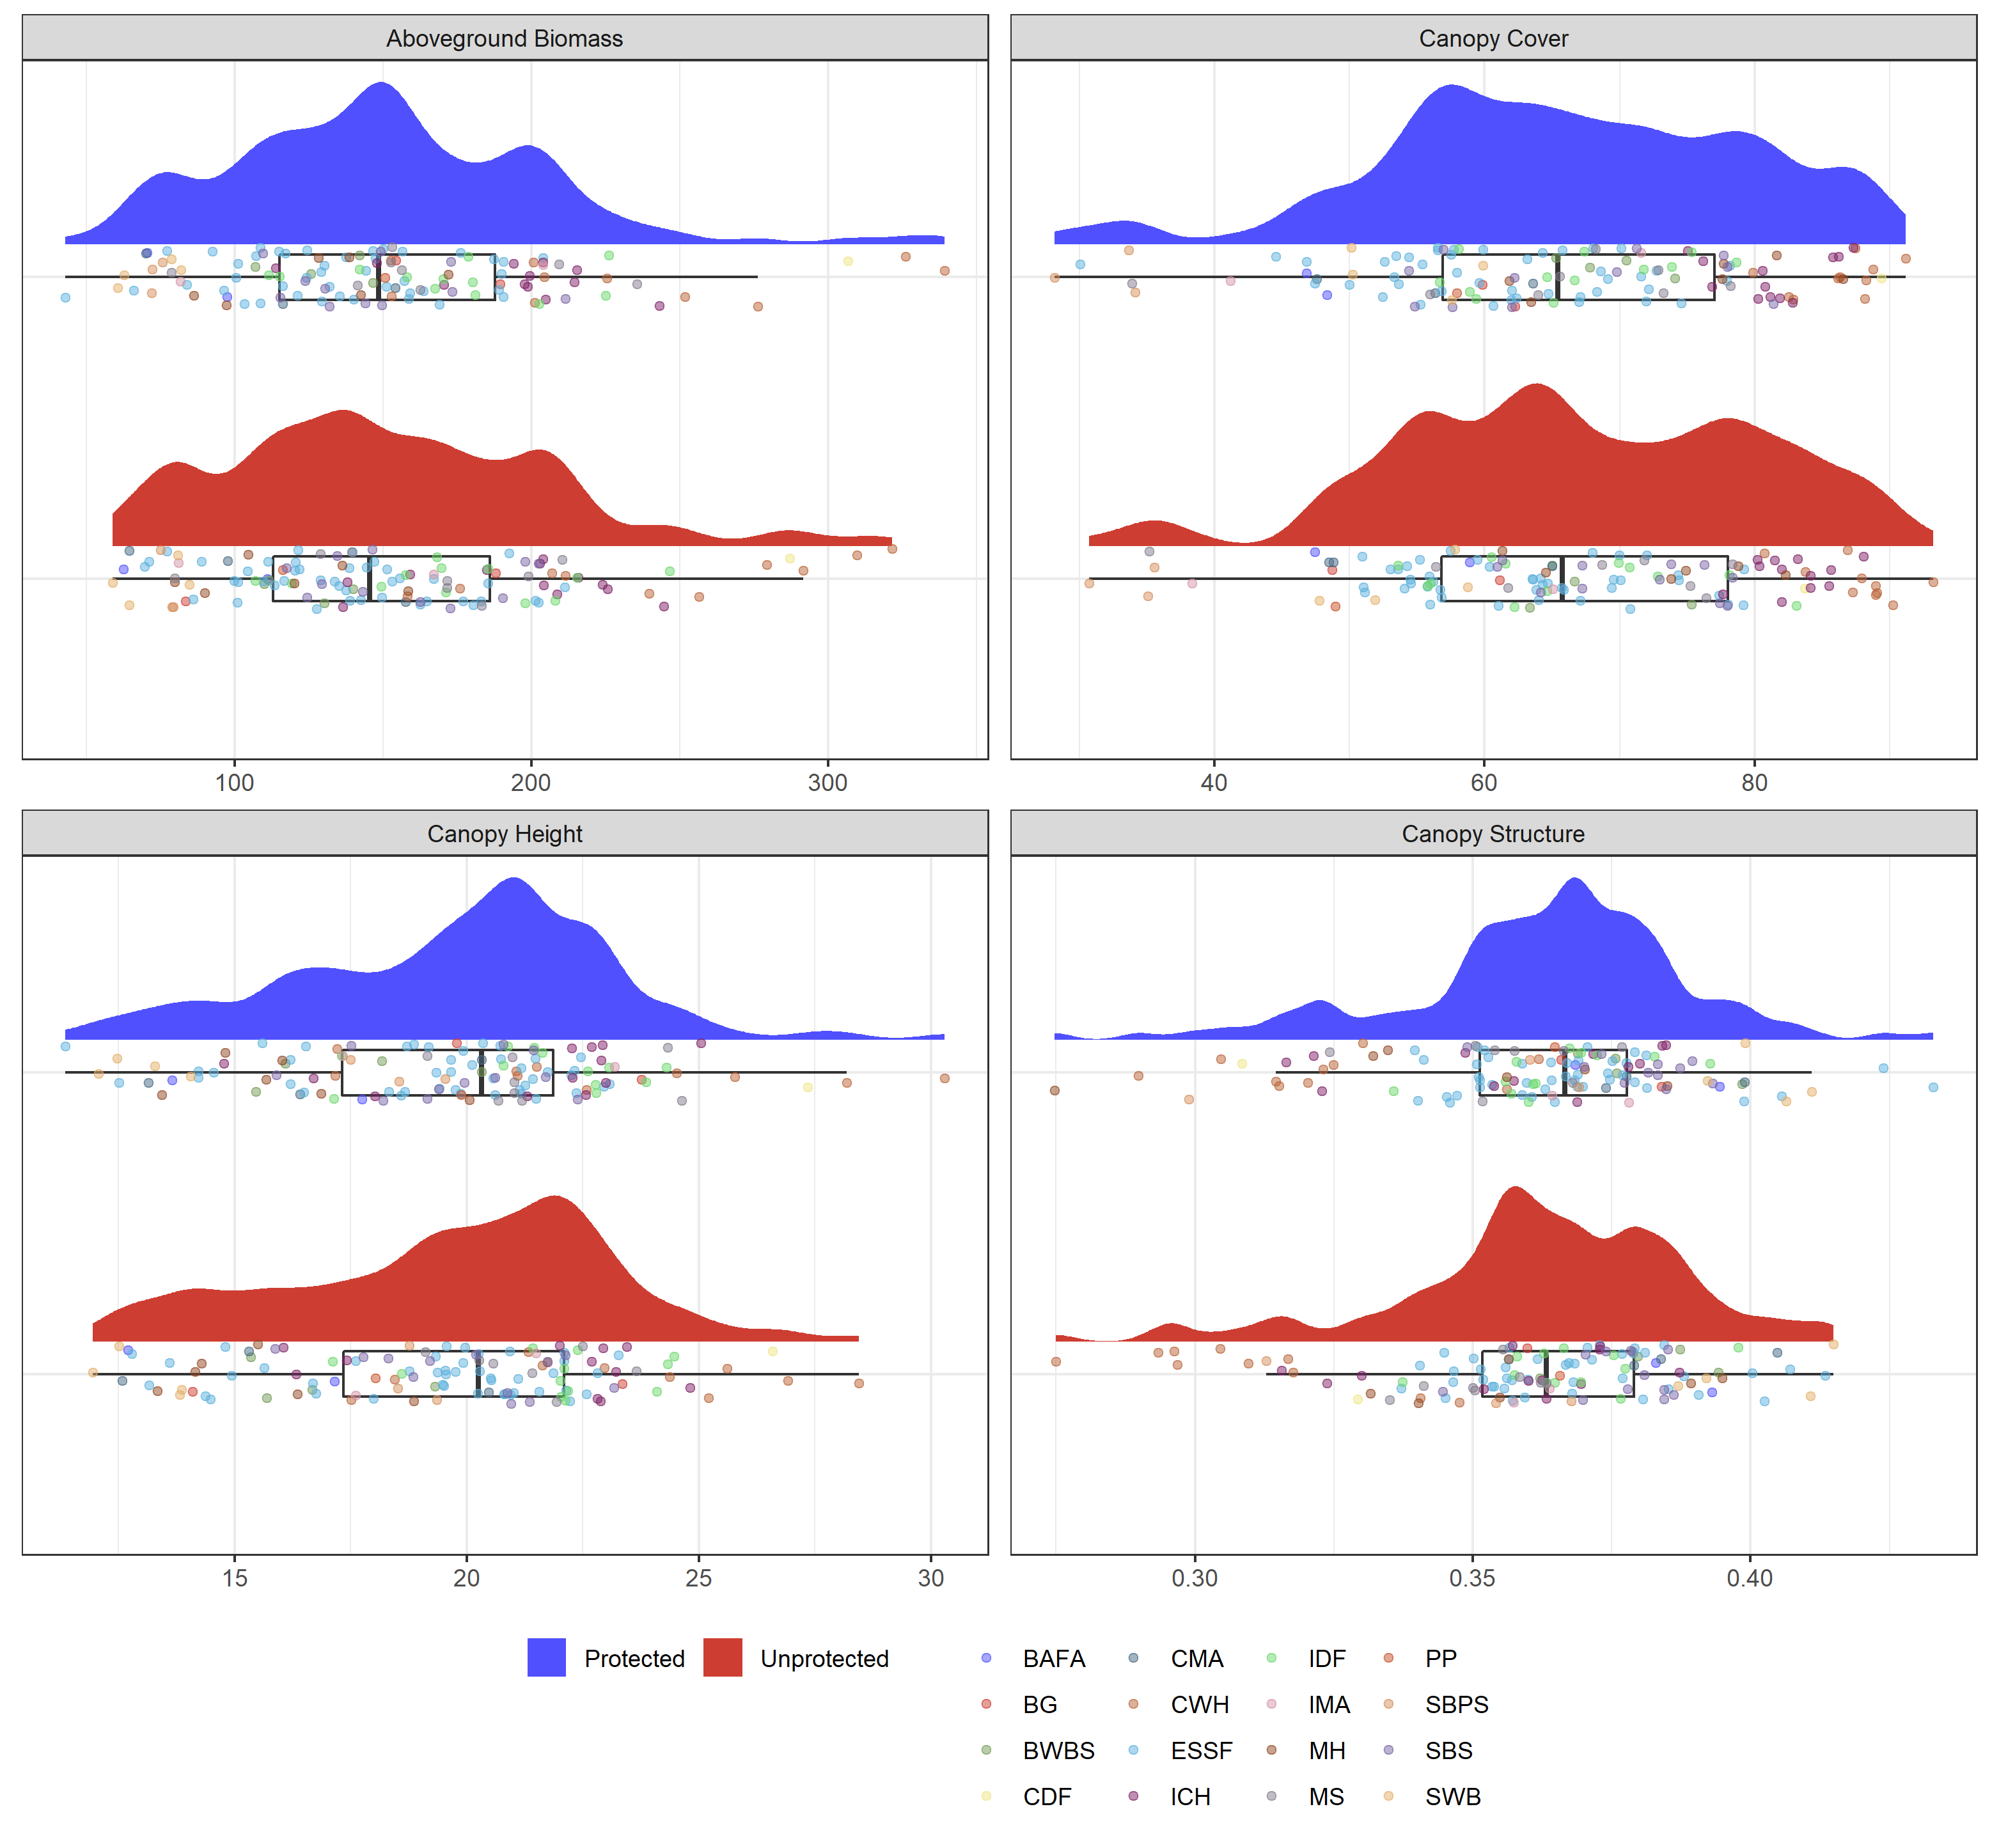 Aboveground Biomass
Canopy Cover
100 200 300
40 60 80
Canopy Height
Canopy Structure
15 20 25 30
0.30 0.35 0.40
Protected Unprotected
BAFA CMA IDF PP
BG CWH IMA SBPS
BWBS ESSF MH SBS
CDF ICH MS SWB